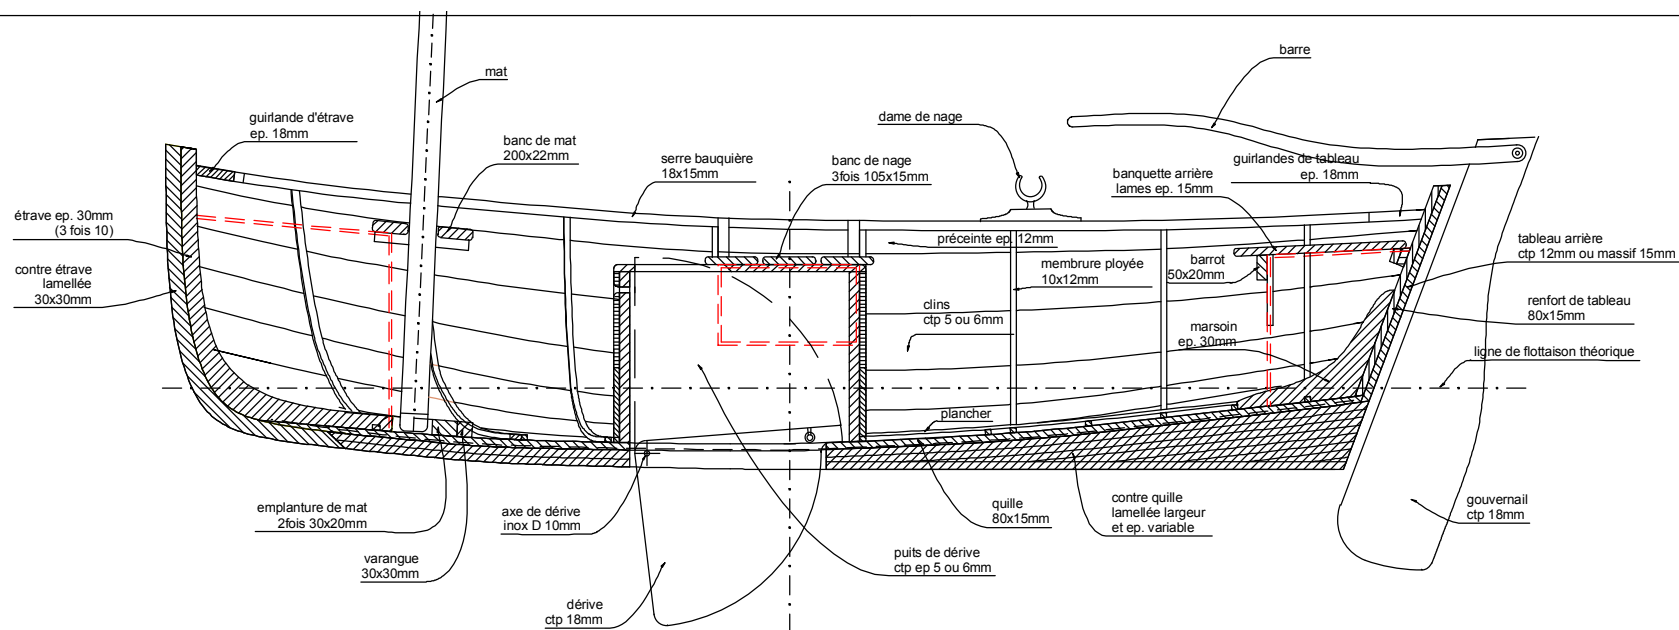 mat
barre
guirlande d'étrave
ep. 18mm
banc de mat
200x22mm
serre bauquière
18x15mm
banc de nage
3fois 105x15mm
dame de nage
banquette arrière
lames ep. 15mm
guirlandes de tableau
ep. 18mm
étrave ep. 30mm
(3 fois 10)
contre étrave
lamellée
30x30mm
préceinte ep. 12mm
membrure ployée
10x12mm
barrot
50x20mm
tableau arrière
ctp 12mm ou massif 15mm
renfort de tableau
80x15mm
clins
ctp 5 ou 6mm
marsoin
ep. 30mm
ligne de flottaison théorique
plancher
emplanture de mat
2fois 30x20mm
axe de dérive
inox D 10mm
quille
80x15mm
contre quille
lamellée largeur
et ep. variable
gouvernail
ctp 18mm
varangue
30x30mm
puits de dérive
ctp ep 5 ou 6mm
dérive
ctp 18mm